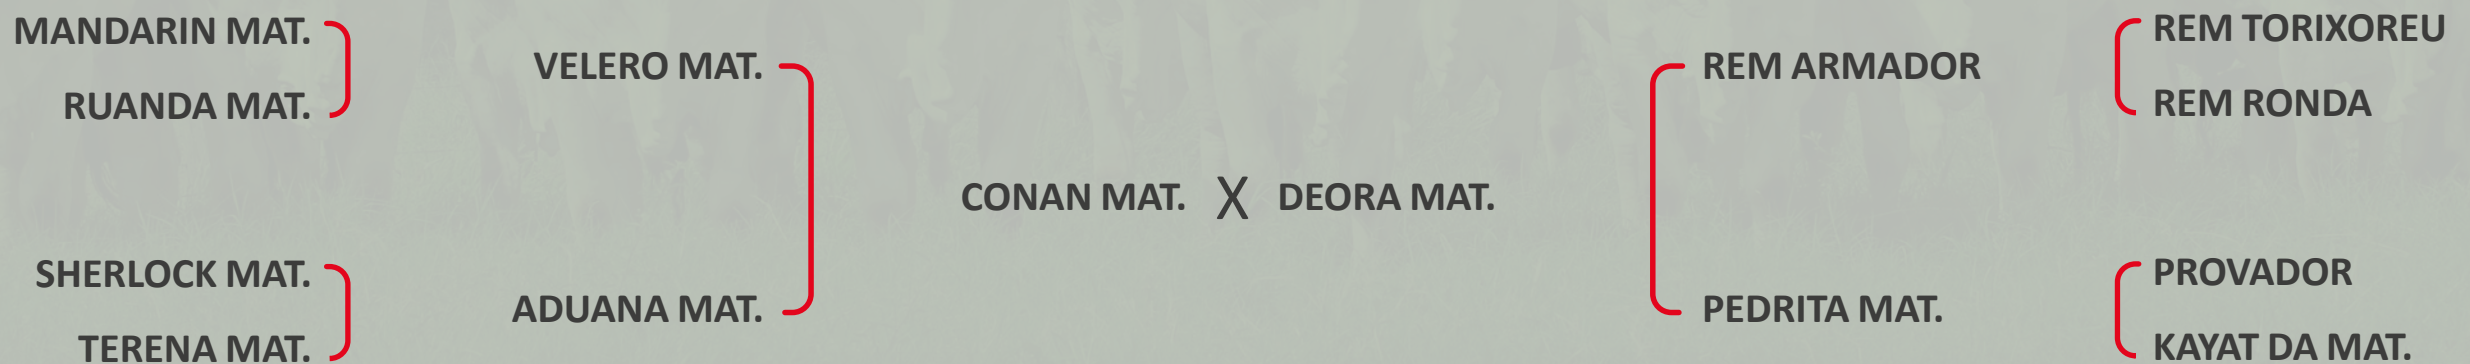 MANDARIN MAT.
RUANDA MAT.
SHERLOCK MAT.
TERENA MAT.
VELERO MAT.
ADUANA MAT.
CONAN MAT. X DEORA MAT.
REM ARMADOR
PEDRITA MAT.
REM TORIXOREU
REM RONDA
PROVADOR
KAYAT DA MAT.